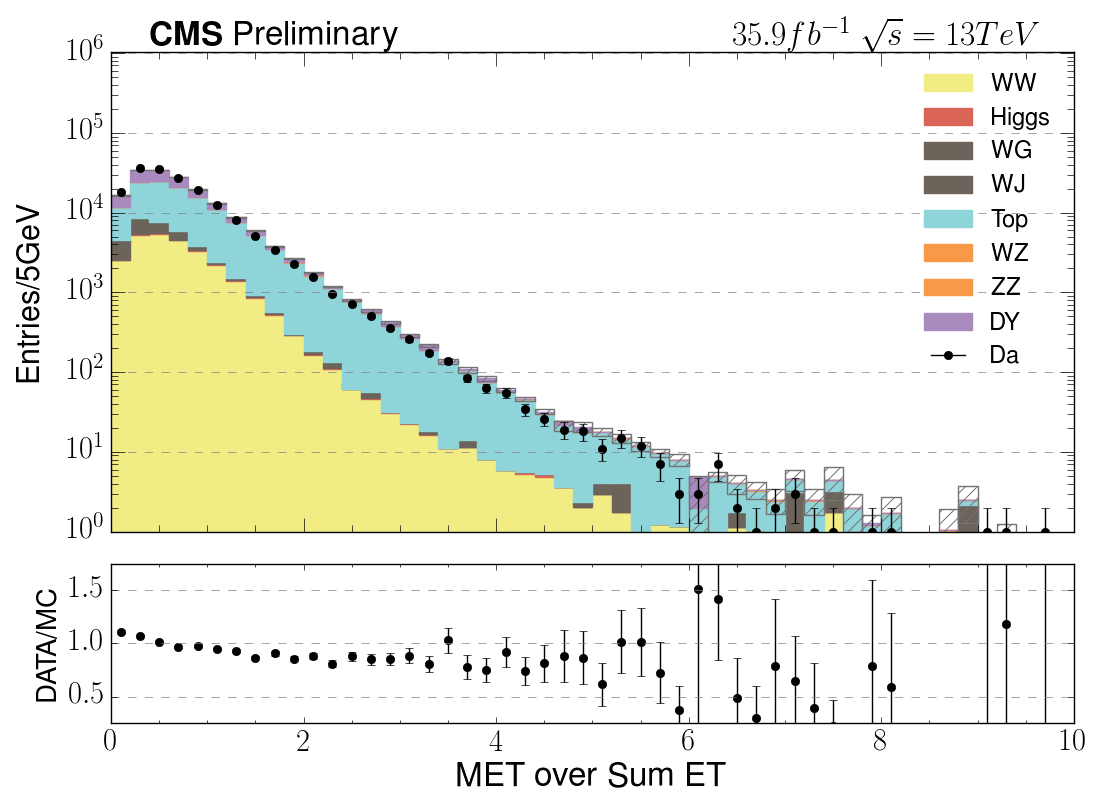 CMS Preliminary 35.9fb⁻¹ √s = 13TeV
10⁶
10⁵
10⁴
10³
10²
10¹
10⁰
Entries/5GeV
WW
Higgs
WG
WJ
Top
WZ
ZZ
DY
Da
DATA/MC
1.5
1.0
0.5
0 2 4 6 8 10
MET over Sum ET